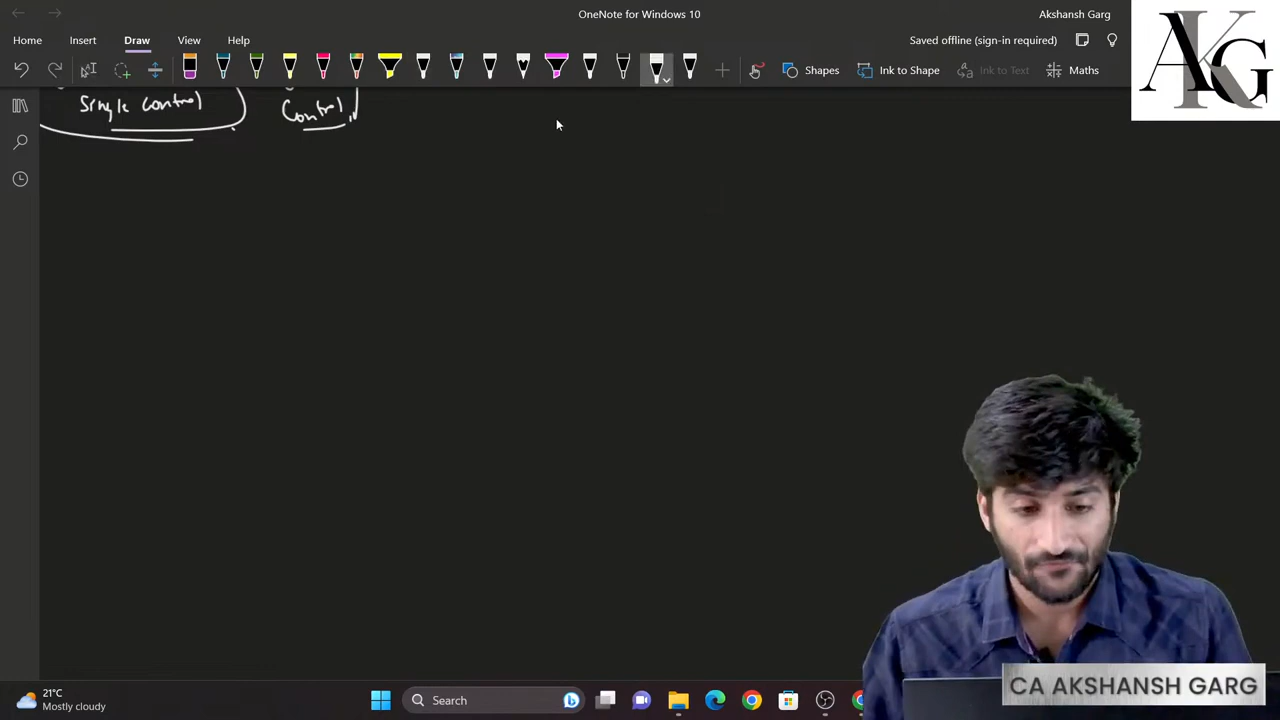 OneNote for Windows 10
Akshansh Garg
AKG
Home Insert Draw View Help
Saved offline (sign-in required)
Shapes Ink to Shape Ink to Text Maths
Single control
Control
CA AKSHANSH GARG
21°C
Mostly cloudy
Search